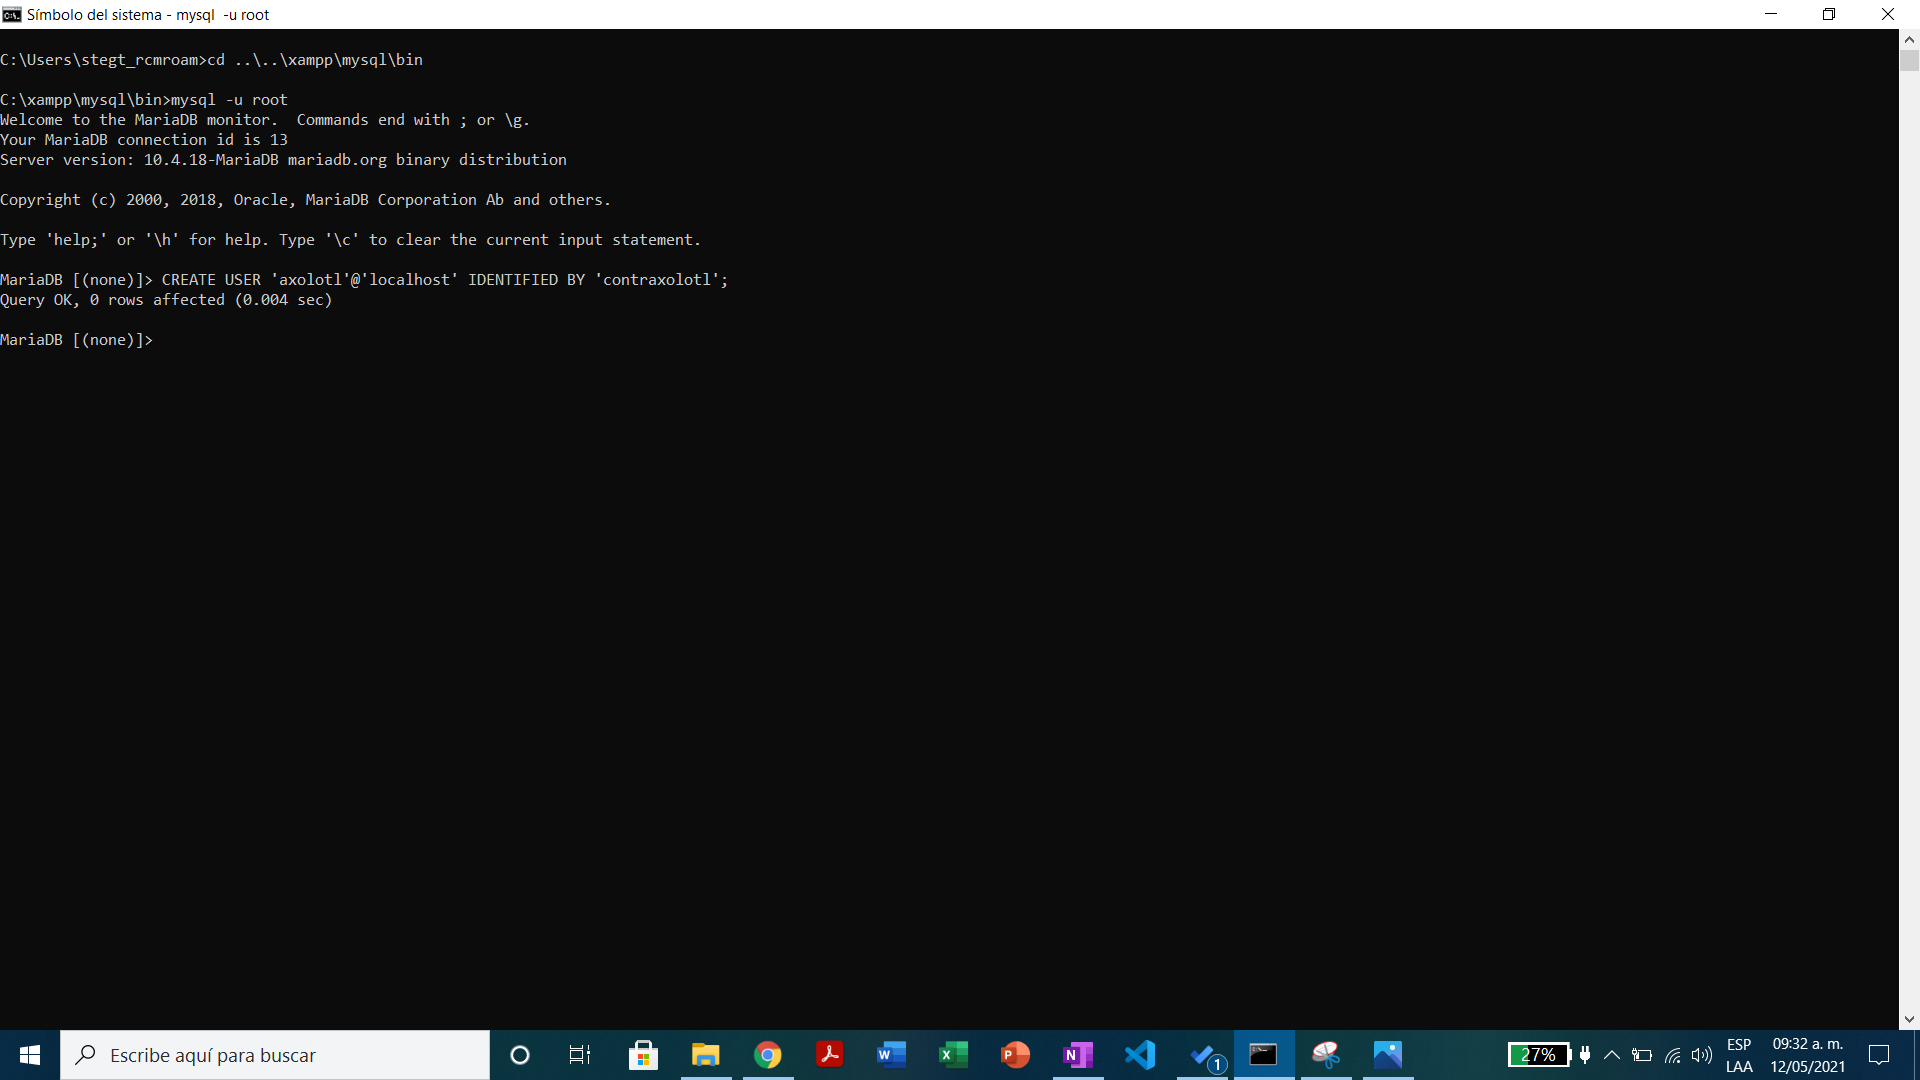 Símbolo del sistema - mysql  -u root
C:\Users\stegt_rcmroam>cd ..\..\xampp\mysql\bin
C:\xampp\mysql\bin>mysql -u root
Welcome to the MariaDB monitor.  Commands end with ; or \g.
Your MariaDB connection id is 13
Server version: 10.4.18-MariaDB mariadb.org binary distribution
Copyright (c) 2000, 2018, Oracle, MariaDB Corporation Ab and others.
Type 'help;' or '\h' for help. Type '\c' to clear the current input statement.
MariaDB [(none)]> CREATE USER 'axolotl'@'localhost' IDENTIFIED BY 'contraxolotl';
Query OK, 0 rows affected (0.004 sec)
MariaDB [(none)]>
Escribe aquí para buscar
1
27%
ESP
LAA
09:32 a. m.
12/05/2021